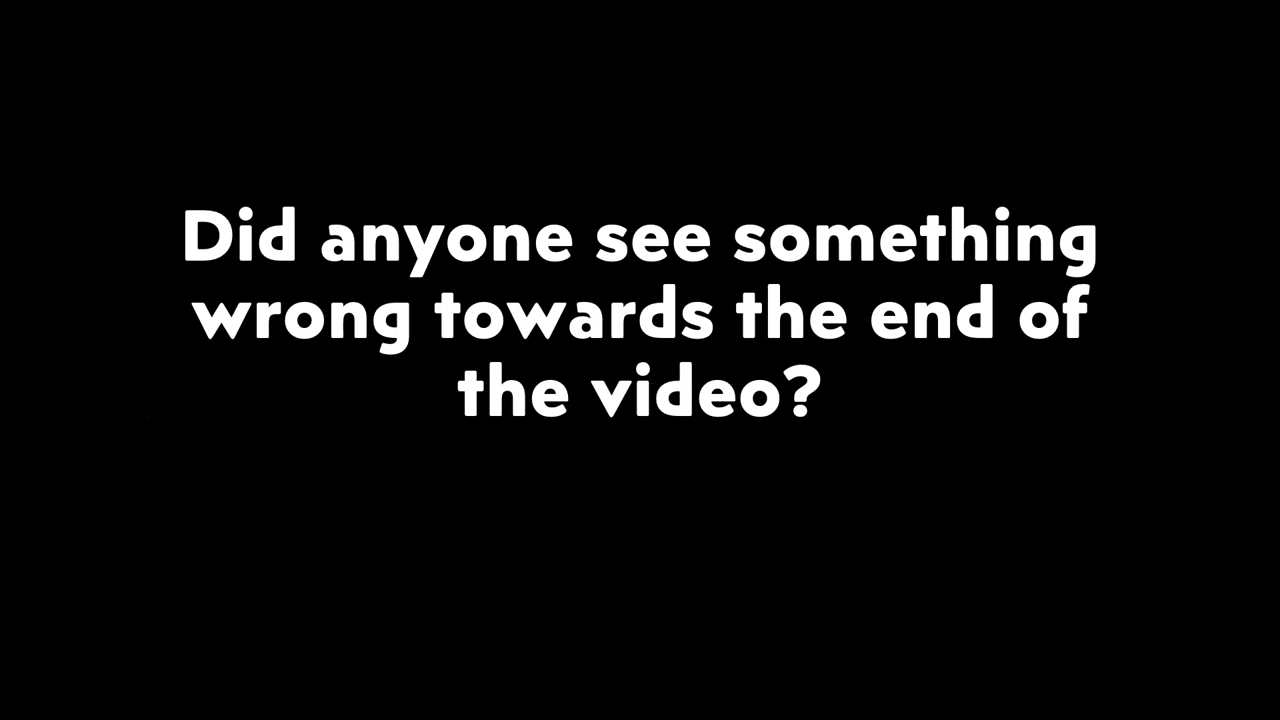 Did anyone see something
wrong towards the end of
the video?